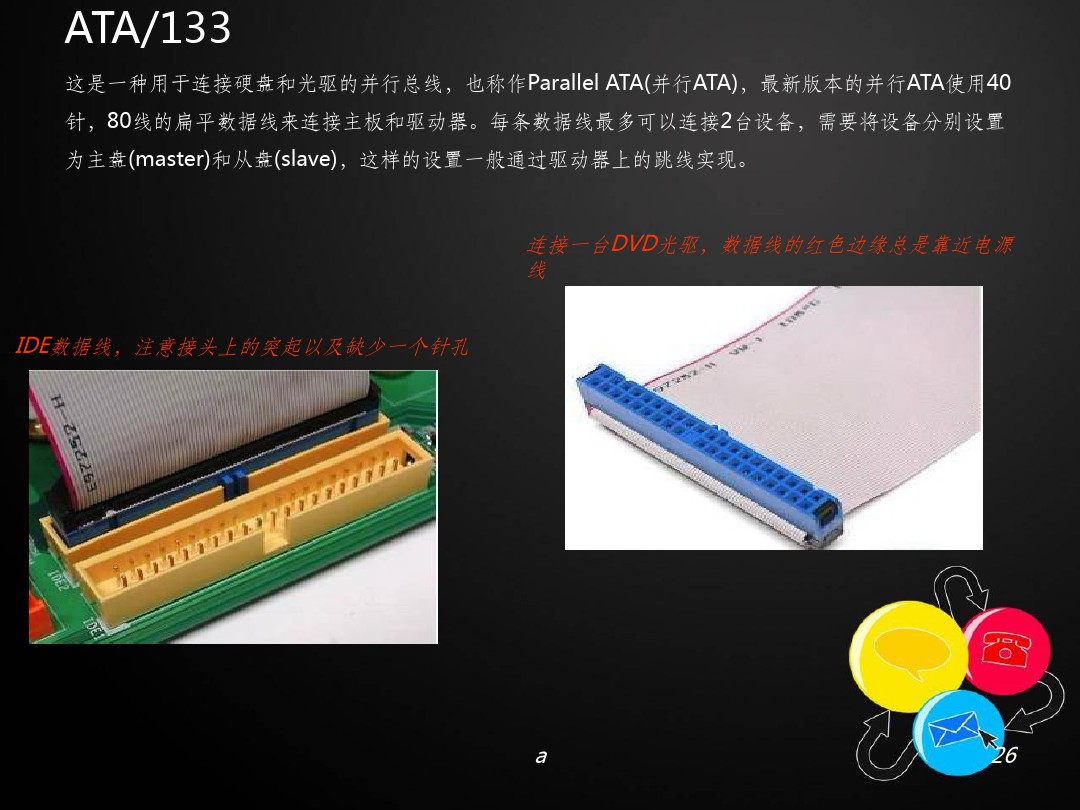 ATA/133
这是一种用于连接硬盘和光驱的并行总线，也称作Parallel ATA(并行ATA)，最新版本的并行ATA使用40
针，80线的扁平数据线来连接主板和驱动器。每条数据线最多可以连接2台设备，需要将设备分别设置
为主盘(master)和从盘(slave)，这样的设置一般通过驱动器上的跳线实现。
连接一台DVD光驱，数据线的红色边缘总是靠近电源
线
IDE数据线，注意接头上的突起以及缺少一个针孔
IDE2
IDE1
a
26